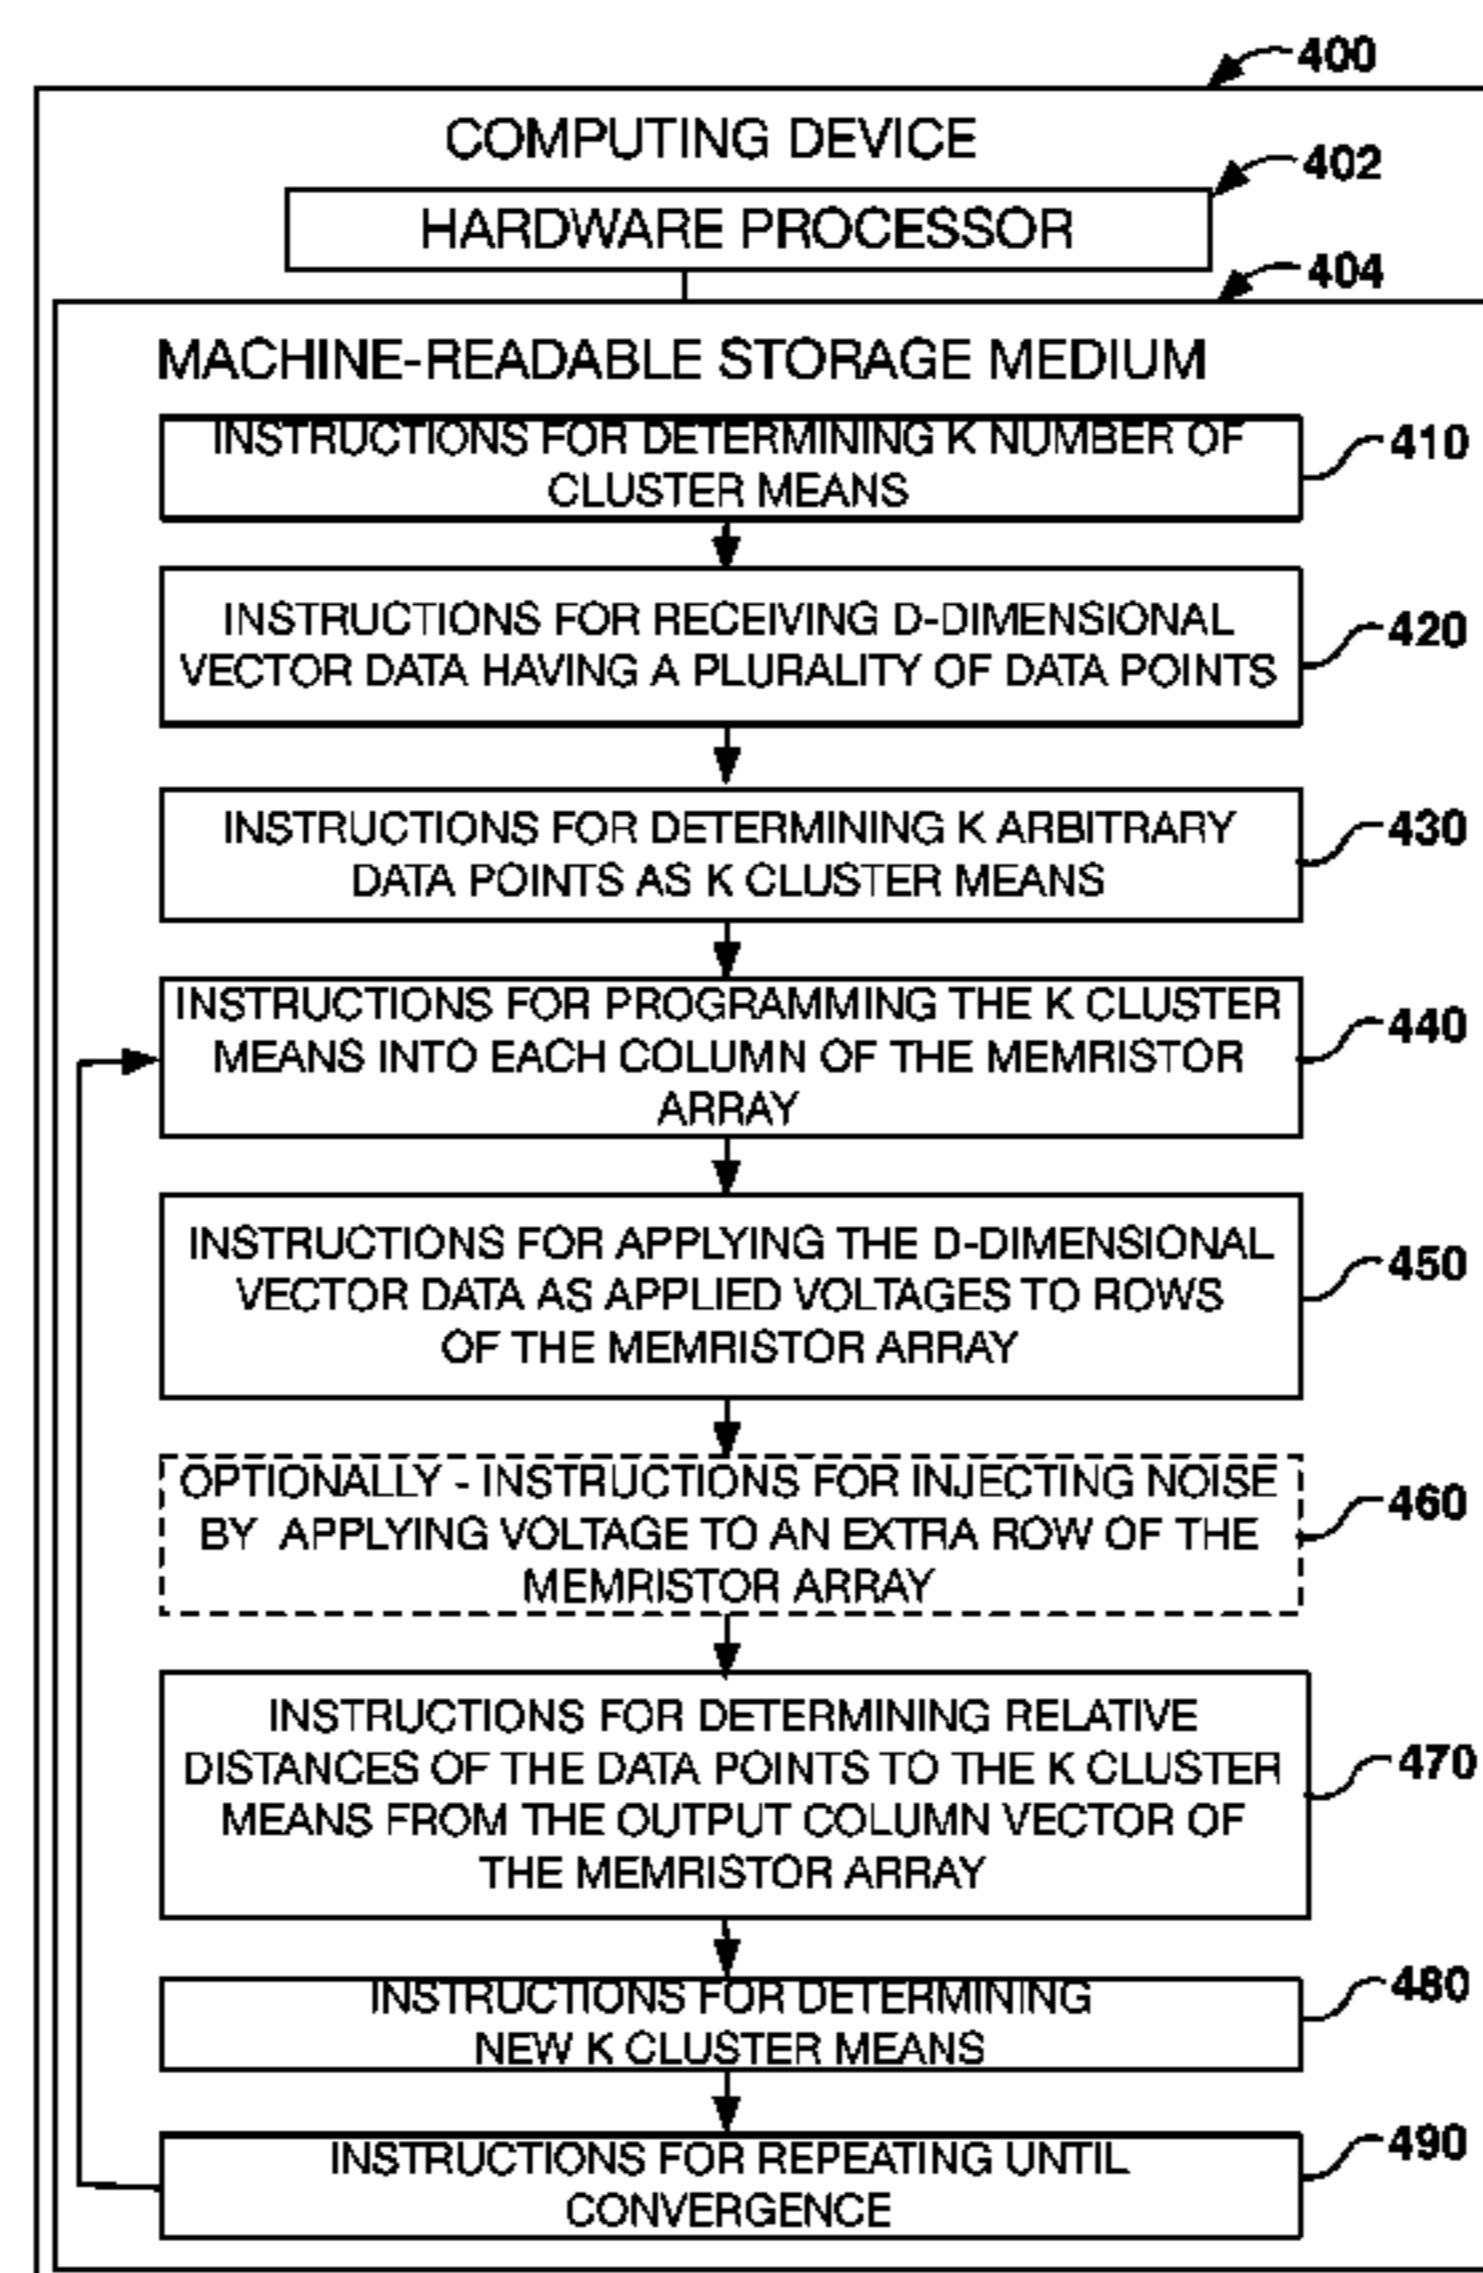 400
COMPUTING DEVICE
402
HARDWARE PROCESSOR
404
MACHINE-READABLE STORAGE MEDIUM
INSTRUCTIONS FOR DETERMINING K NUMBER OF
CLUSTER MEANS
410
INSTRUCTIONS FOR RECEIVING D-DIMENSIONAL
VECTOR DATA HAVING A PLURALITY OF DATA POINTS
420
INSTRUCTIONS FOR DETERMINING K ARBITRARY
DATA POINTS AS K CLUSTER MEANS
430
INSTRUCTIONS FOR PROGRAMMING THE K CLUSTER
MEANS INTO EACH COLUMN OF THE MEMRISTOR
ARRAY
440
INSTRUCTIONS FOR APPLYING THE D-DIMENSIONAL
VECTOR DATA AS APPLIED VOLTAGES TO ROWS
OF THE MEMRISTOR ARRAY
450
OPTIONALLY - INSTRUCTIONS FOR INJECTING NOISE
BY APPLYING VOLTAGE TO AN EXTRA ROW OF THE
MEMRISTOR ARRAY
460
INSTRUCTIONS FOR DETERMINING RELATIVE
DISTANCES OF THE DATA POINTS TO THE K CLUSTER
MEANS FROM THE OUTPUT COLUMN VECTOR OF
THE MEMRISTOR ARRAY
470
INSTRUCTIONS FOR DETERMINING
NEW K CLUSTER MEANS
480
INSTRUCTIONS FOR REPEATING UNTIL
CONVERGENCE
490